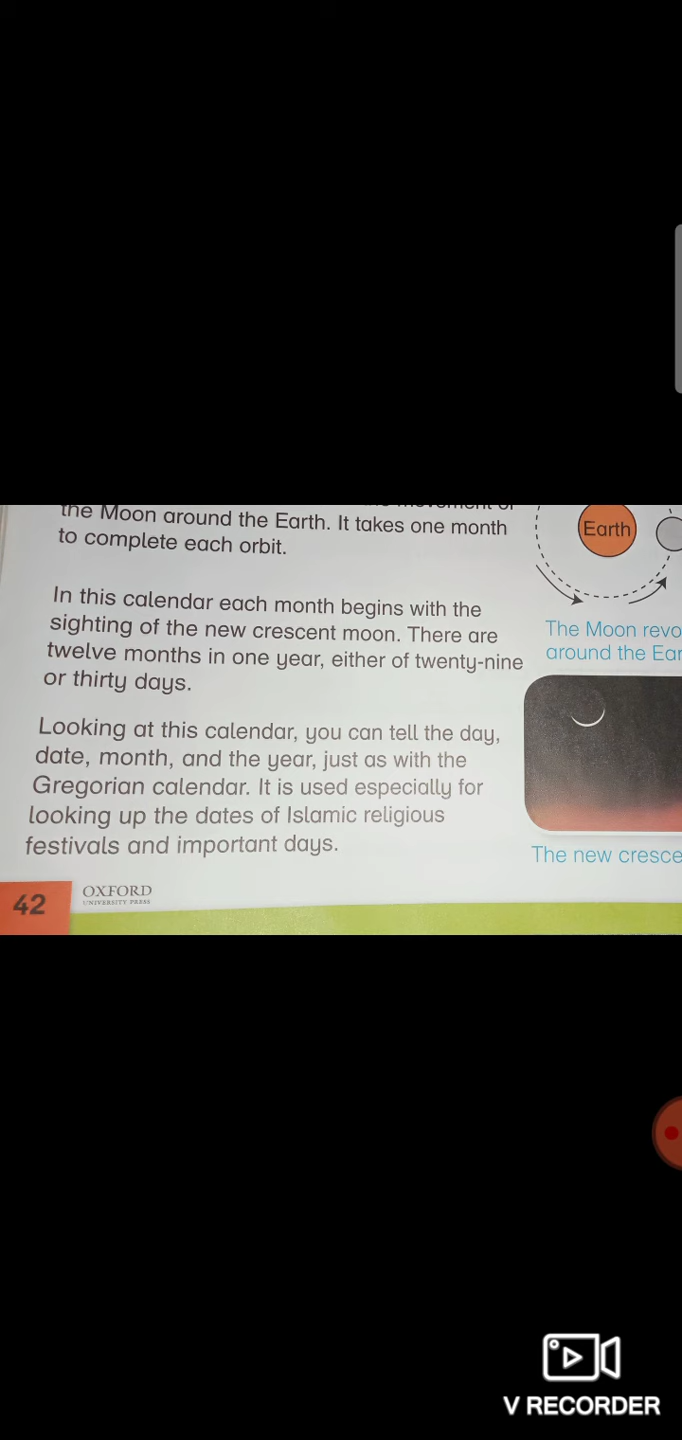 the Moon around the Earth. It takes one month
to complete each orbit.
In this calendar each month begins with the
sighting of the new crescent moon. There are
twelve months in one year, either of twenty-nine
or thirty days.
Looking at this calendar, you can tell the day,
date, month, and the year, just as with the
Gregorian calendar. It is used especially for
looking up the dates of Islamic religious
festivals and important days.
Earth
The Moon revo
around the Ear
The new cresce
42
OXFORD
UNIVERSITY PRESS
V RECORDER